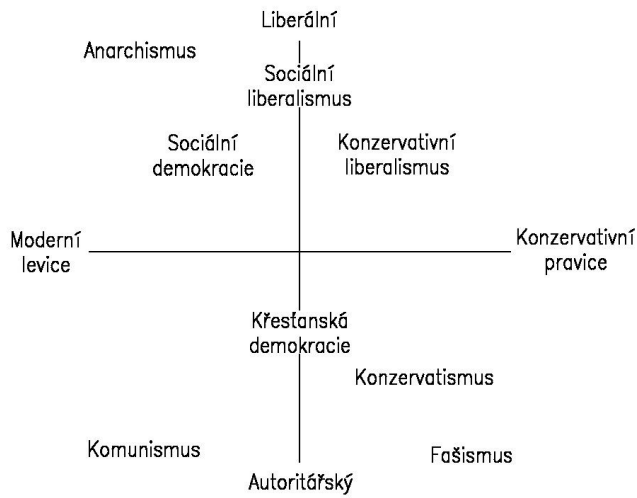 Liberální
Anarchismus
Sociální
liberalismus
Sociální
demokracie
Konzervativní
liberalismus
Moderní
levice
Konzervativní
pravice
Křesťanská
demokracie
Konzervatismus
Komunismus
Fašismus
Autoritářský